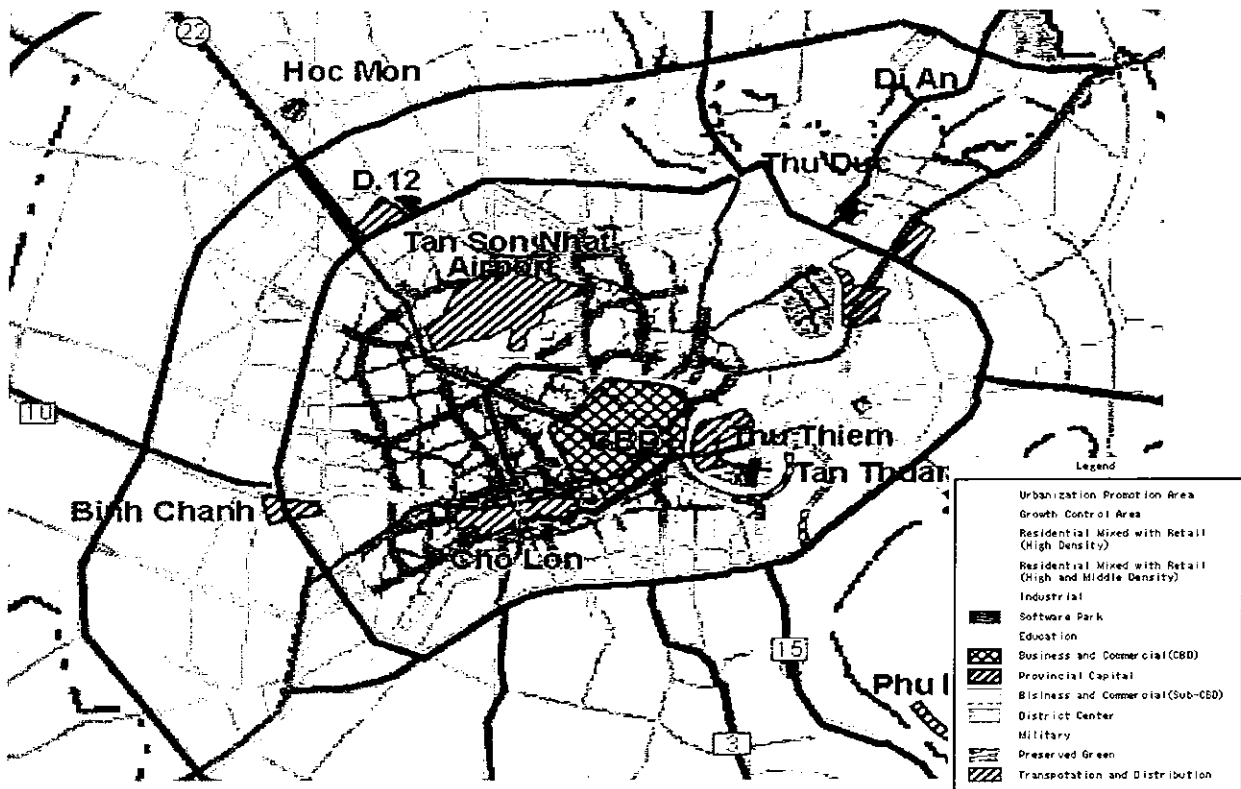 22
Hoc Mon
Di An
Thu Duc
D.12
Tan Son Nhat
Airport
10
CBD
Thu Thiem
Tan Thuan
Binh Chanh
Cho Lon
15
Phu
3
Legend
Urbanization Promotion Area
Growth Control Area
Residential Mixed with Retail
(High Density)
Residential Mixed with Retail
(High and Middle Density)
Industrial
Software Park
Education
Business and Commercial(CBD)
Provincial Capital
Bisiness and Commercial(Sub-CBD)
District Center
Military
Preserved Green
Transpotation and Distribution